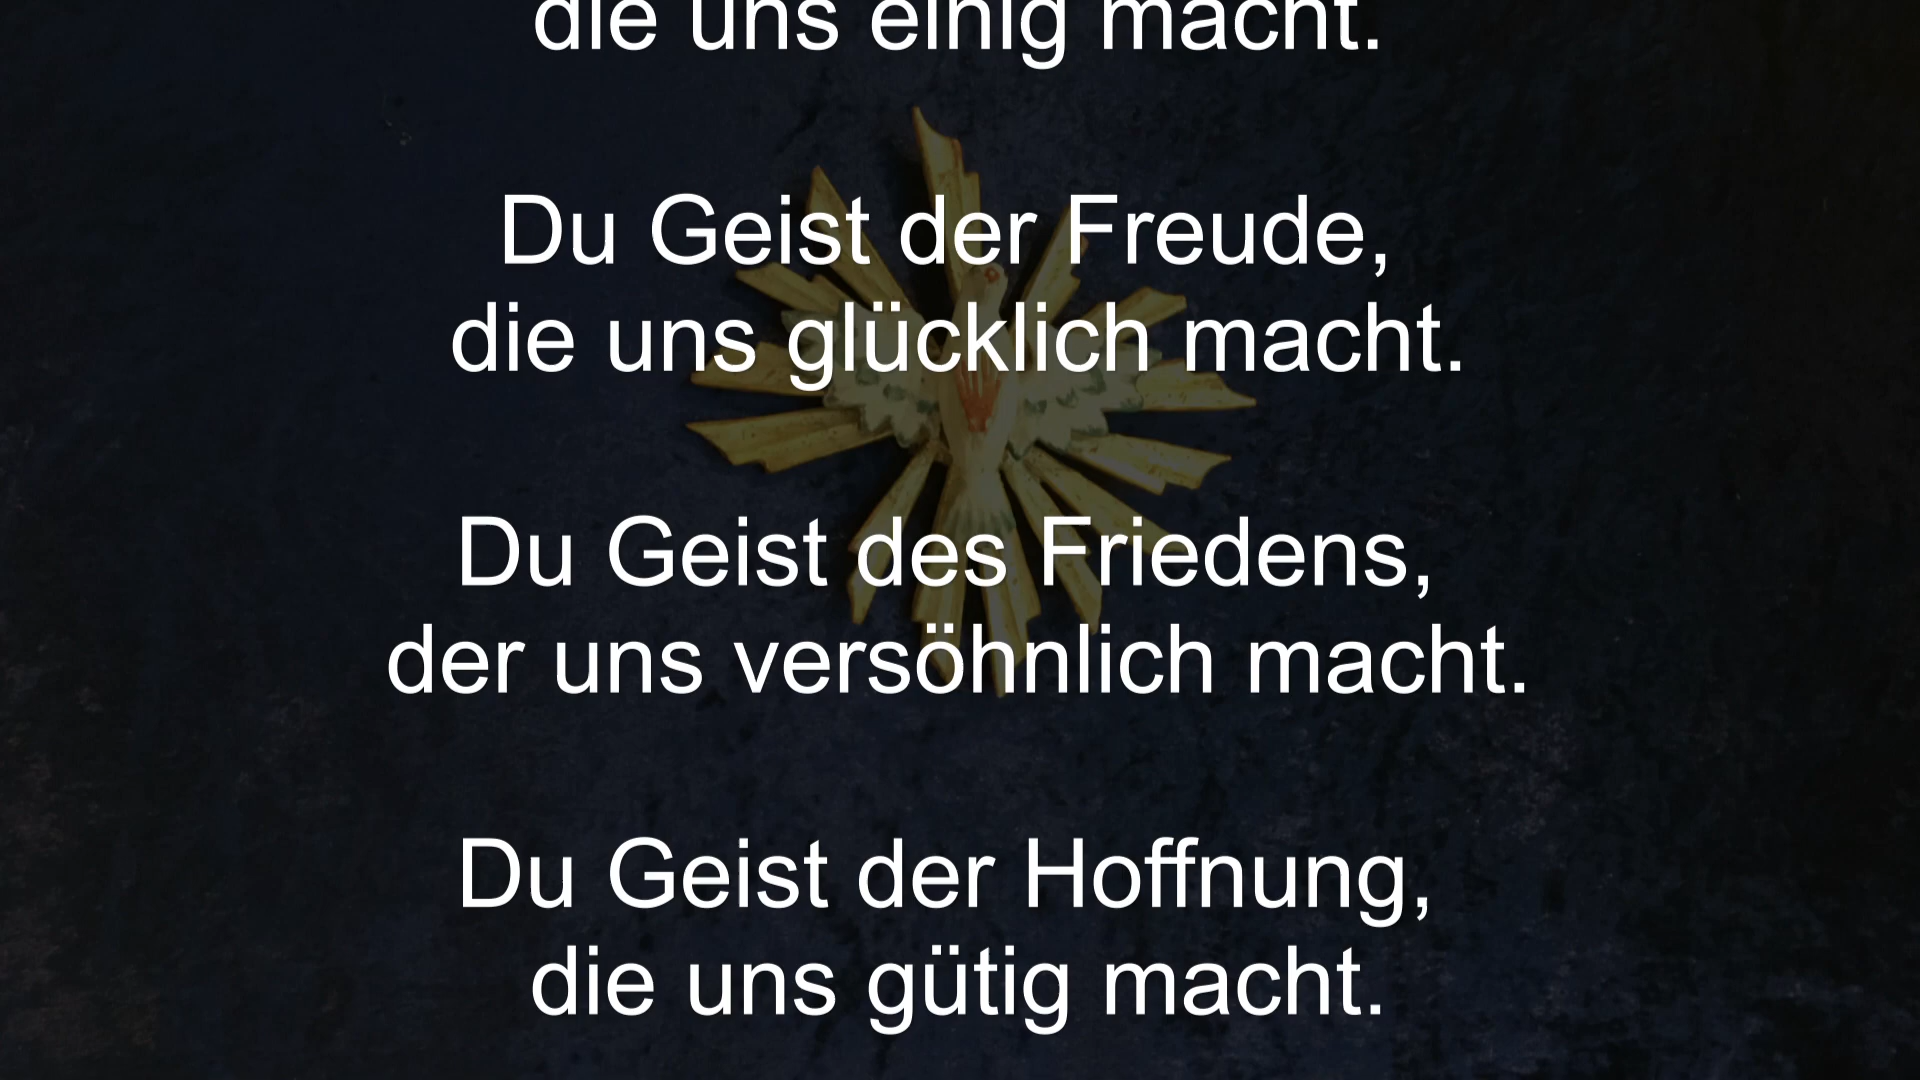 die uns einig macht.
Du Geist der Freude,
die uns glücklich macht.
Du Geist des Friedens,
der uns versöhnlich macht.
Du Geist der Hoffnung,
die uns gütig macht.